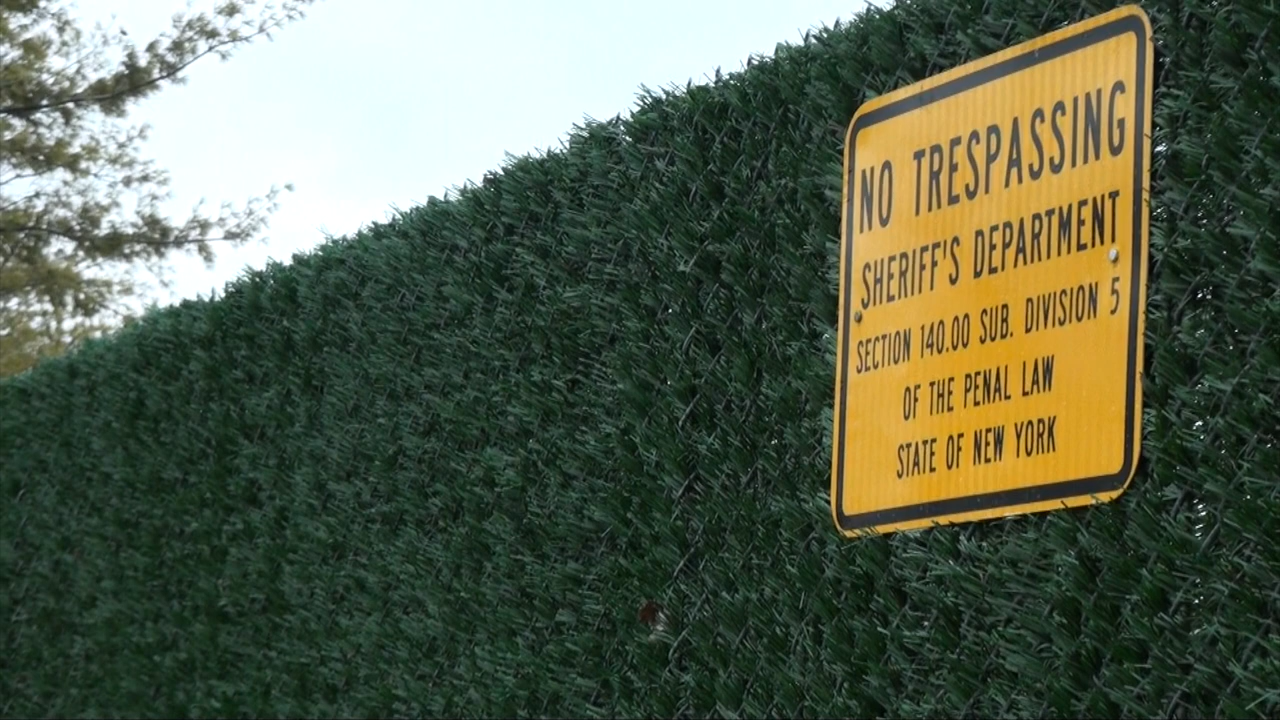 NO TRESPASSING
SHERIFF'S DEPARTMENT
SECTION 140.00 SUB. DIVISION 5
OF THE PENAL LAW
STATE OF NEW YORK